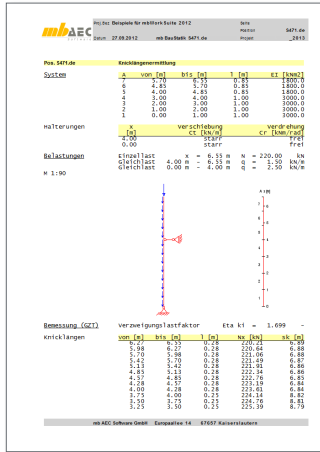 mb AEC
Proj.Bez Beispiele für mbWorkSuite 2012 Seite
Position S471.de
Datum 27.09.2012 mb BauStatik S471.de Projekt _2013
Pos. S471.de Knicklängenermittlung
System A von [m] bis [m] l [m] EI [kNm2]
7 5.70 6.55 0.85 1800.0
6 4.85 5.70 0.85 1800.0
5 4.00 4.85 0.85 1800.0
4 3.00 4.00 1.00 3000.0
3 2.00 3.00 1.00 3000.0
2 1.00 2.00 1.00 3000.0
1 0.00 1.00 1.00 3000.0
Halterungen x Verschiebung Verdrehung
[m] Ct [kN/m] Cr [kNm/rad]
4.00 starr frei
0.00 starr frei
Belastungen Einzellast x = 6.55 m N = 220.00 kN
Gleichlast 4.00 m - 6.55 m q = 1.50 kN/m
Gleichlast 0.00 m - 4.00 m q = 2.50 kN/m
M 1:90
Bemessung (GZT) Verzweigungslastfaktor Eta ki = 1.699 -
Knicklängen von [m] bis [m] l [m] Nx [kN] sk [m]
6.27 6.55 0.28 220.21 6.89
5.98 6.27 0.28 220.64 6.88
5.70 5.98 0.28 221.06 6.88
5.42 5.70 0.28 221.49 6.87
5.13 5.42 0.28 221.91 6.86
4.85 5.13 0.28 222.34 6.86
4.57 4.85 0.28 222.76 6.85
4.28 4.57 0.28 223.19 6.84
4.00 4.28 0.28 223.61 6.84
3.75 4.00 0.25 224.14 8.82
3.50 3.75 0.25 224.76 8.81
3.25 3.50 0.25 225.39 8.79
mb AEC Software GmbH Europaallee 14 67657 Kaiserslautern